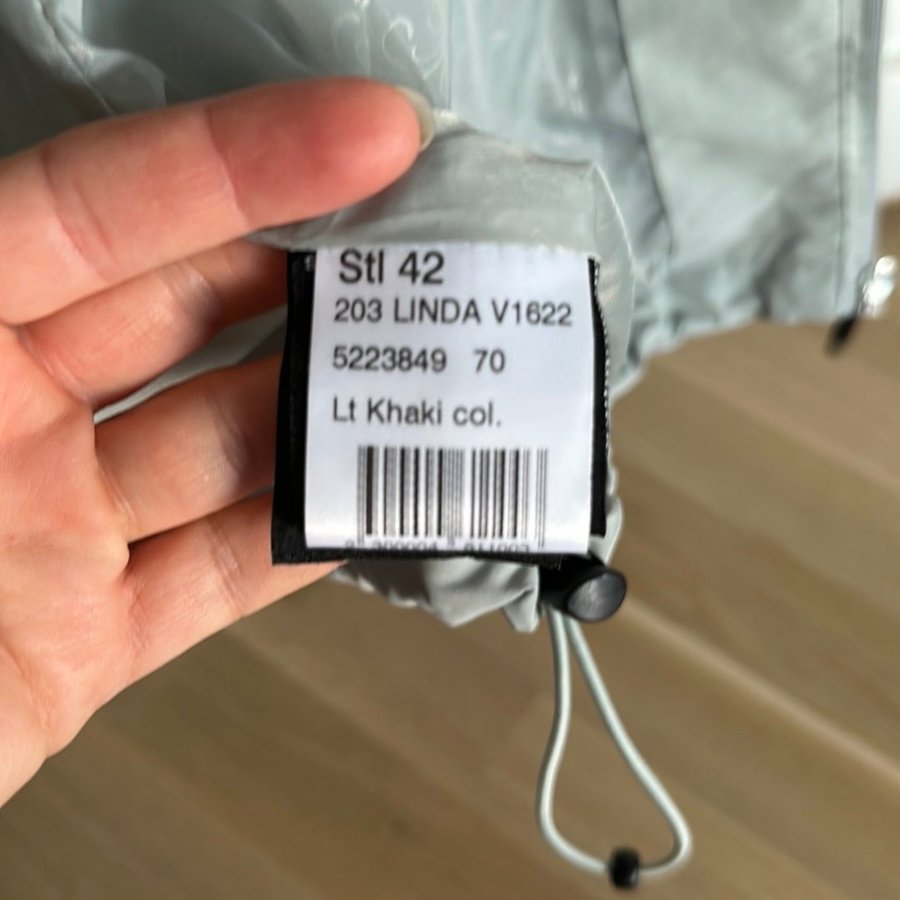 Stl 42
203 LINDA V1622
5223849 70
Lt Khaki col.